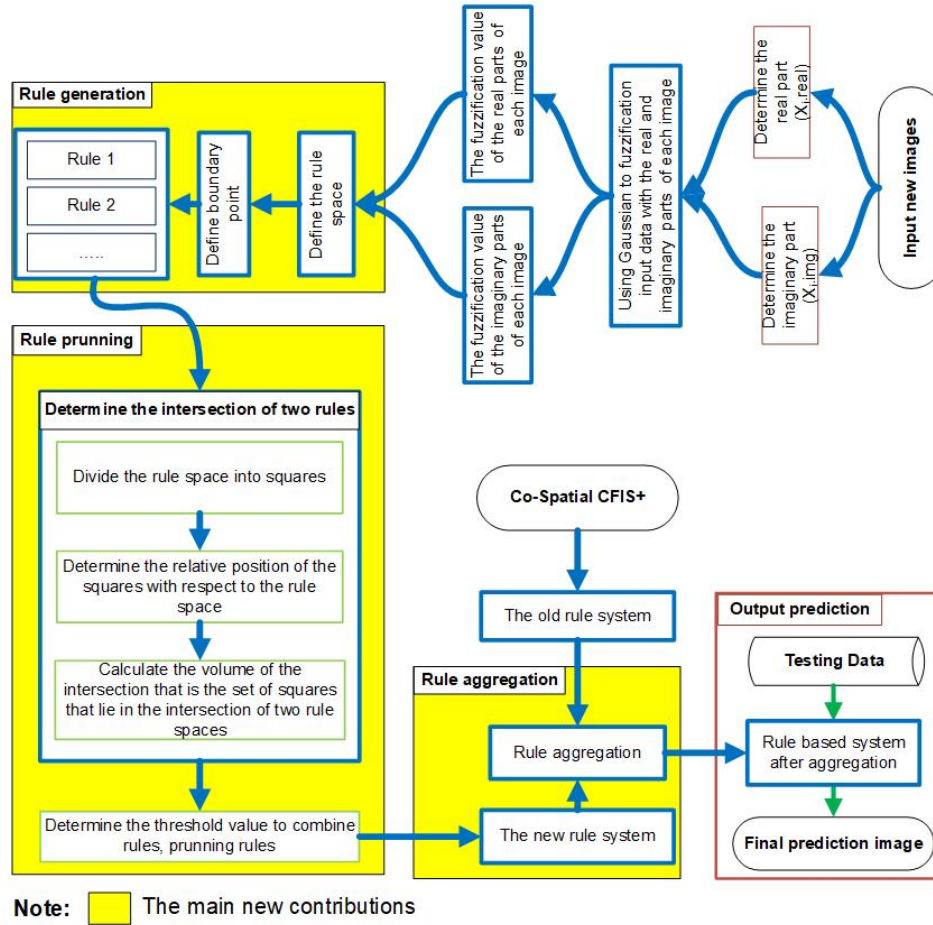 Rule generation
Rule 1
Rule 2
.....
Define boundary
point
Define the rule
space
The fuzzification value
of the real parts of
each image
The fuzzification value
of the imaginary parts
of each image
Using Gaussian to fuzzification
input data with the real and
imaginary parts of each image
Determine the
real part
(Xᵢ.real)
Determine the
imaginary part
(Xᵢ.img)
Input new images
Rule prunning
Determine the intersection of two rules
Divide the rule space into squares
Determine the relative position of the
squares with respect to the rule
space
Calculate the volume of the
intersection that is the set of squares
that lie in the intersection of two rule
spaces
Determine the threshold value to combine
rules, prunning rules
Co-Spatial CFIS+
The old rule system
Rule aggregation
Rule aggregation
The new rule system
Output prediction
Testing Data
Rule based system
after aggregation
Final prediction image
Note: The main new contributions